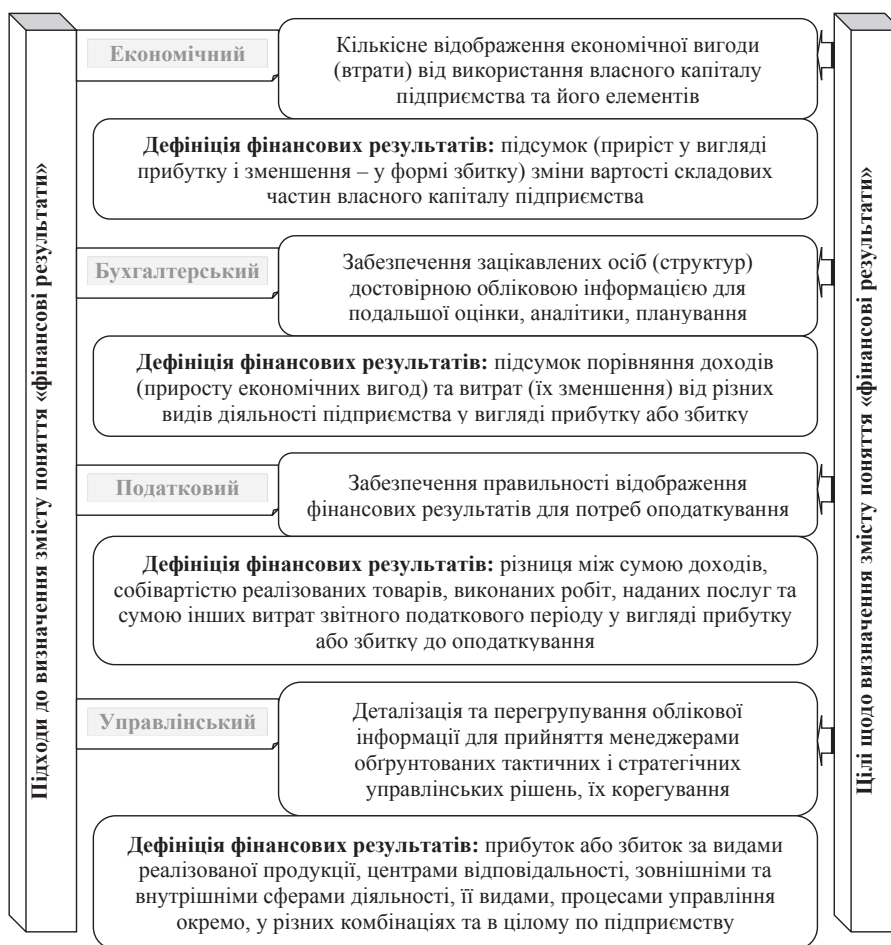 Підходи до визначення змісту поняття «фінансові результати»
Економічний
Кількісне відображення економічної вигоди
(втрати) від використання власного капіталу
підприємства та його елементів
Дефініція фінансових результатів: підсумок (приріст у вигляді
прибутку і зменшення – у формі збитку) зміни вартості складових
частин власного капіталу підприємства
Бухгалтерський
Забезпечення зацікавлених осіб (структур)
достовірною обліковою інформацією для
подальшої оцінки, аналітики, планування
Дефініція фінансових результатів: підсумок порівняння доходів
(приросту економічних вигод) та витрат (їх зменшення) від різних
видів діяльності підприємства у вигляді прибутку або збитку
Податковий
Забезпечення правильності відображення
фінансових результатів для потреб оподаткування
Дефініція фінансових результатів: різниця між сумою доходів,
собівартістю реалізованих товарів, виконаних робіт, наданих послуг та
сумою інших витрат звітного податкового періоду у вигляді прибутку
або збитку до оподаткування
Управлінський
Деталізація та перегрупування облікової
інформації для прийняття менеджерами
обґрунтованих тактичних і стратегічних
управлінських рішень, їх корегування
Дефініція фінансових результатів: прибуток або збиток за видами
реалізованої продукції, центрами відповідальності, зовнішніми та
внутрішніми сферами діяльності, її видами, процесами управління
окремо, у різних комбінаціях та в цілому по підприємству
Цілі щодо визначення змісту поняття «фінансові результати»